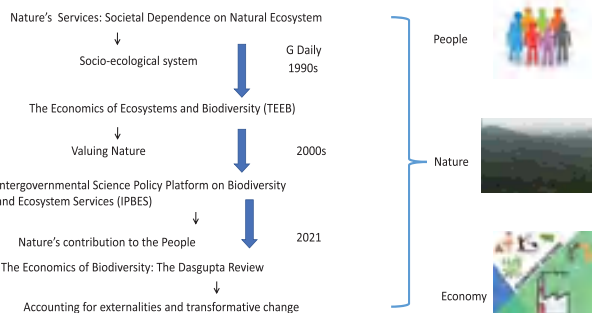 Nature's Services: Societal Dependence on Natural Ecosystem
People
G Daily
1990s
Socio-ecological system
The Economics of Ecosystems and Biodiversity (TEEB)
Valuing Nature
2000s
Nature
ntergovernmental Science Policy Platform on Biodiversity
and Ecosystem Services (IPBES)
Nature's contribution to the People
2021
The Economics of Biodiversity: The Dasgupta Review
Economy
Accounting for externalities and transformative change